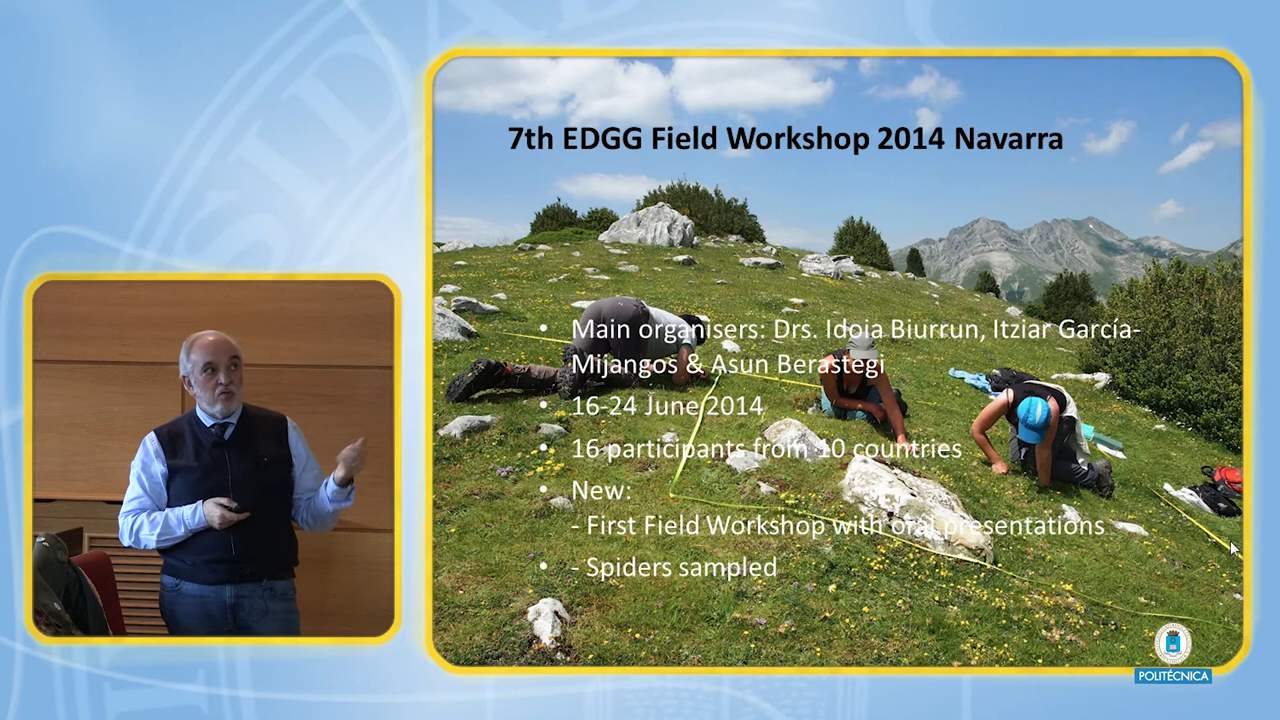 7th EDGG Field Workshop 2014 Navarra
• Main organisers: Drs. Idoia Biurrun, Itziar García-
Mijangos & Asun Berastegi
• 16-24 June 2014
• 16 participants from 10 countries
• New:
- First Field Workshop with oral presentations
• - Spiders sampled
POLITÉCNICA